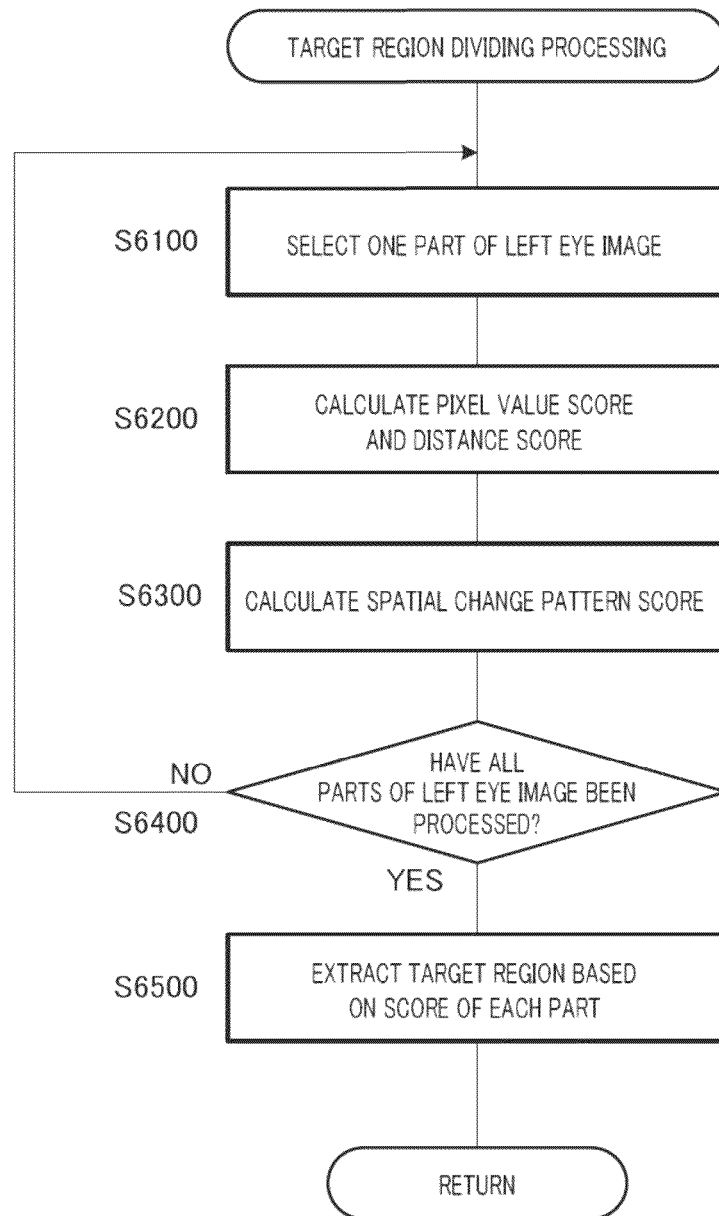 TARGET REGION DIVIDING PROCESSING
S6100
SELECT ONE PART OF LEFT EYE IMAGE
S6200
CALCULATE PIXEL VALUE SCORE
AND DISTANCE SCORE
S6300
CALCULATE SPATIAL CHANGE PATTERN SCORE
NO
S6400
HAVE ALL
PARTS OF LEFT EYE IMAGE BEEN
PROCESSED?
YES
S6500
EXTRACT TARGET REGION BASED
ON SCORE OF EACH PART
RETURN